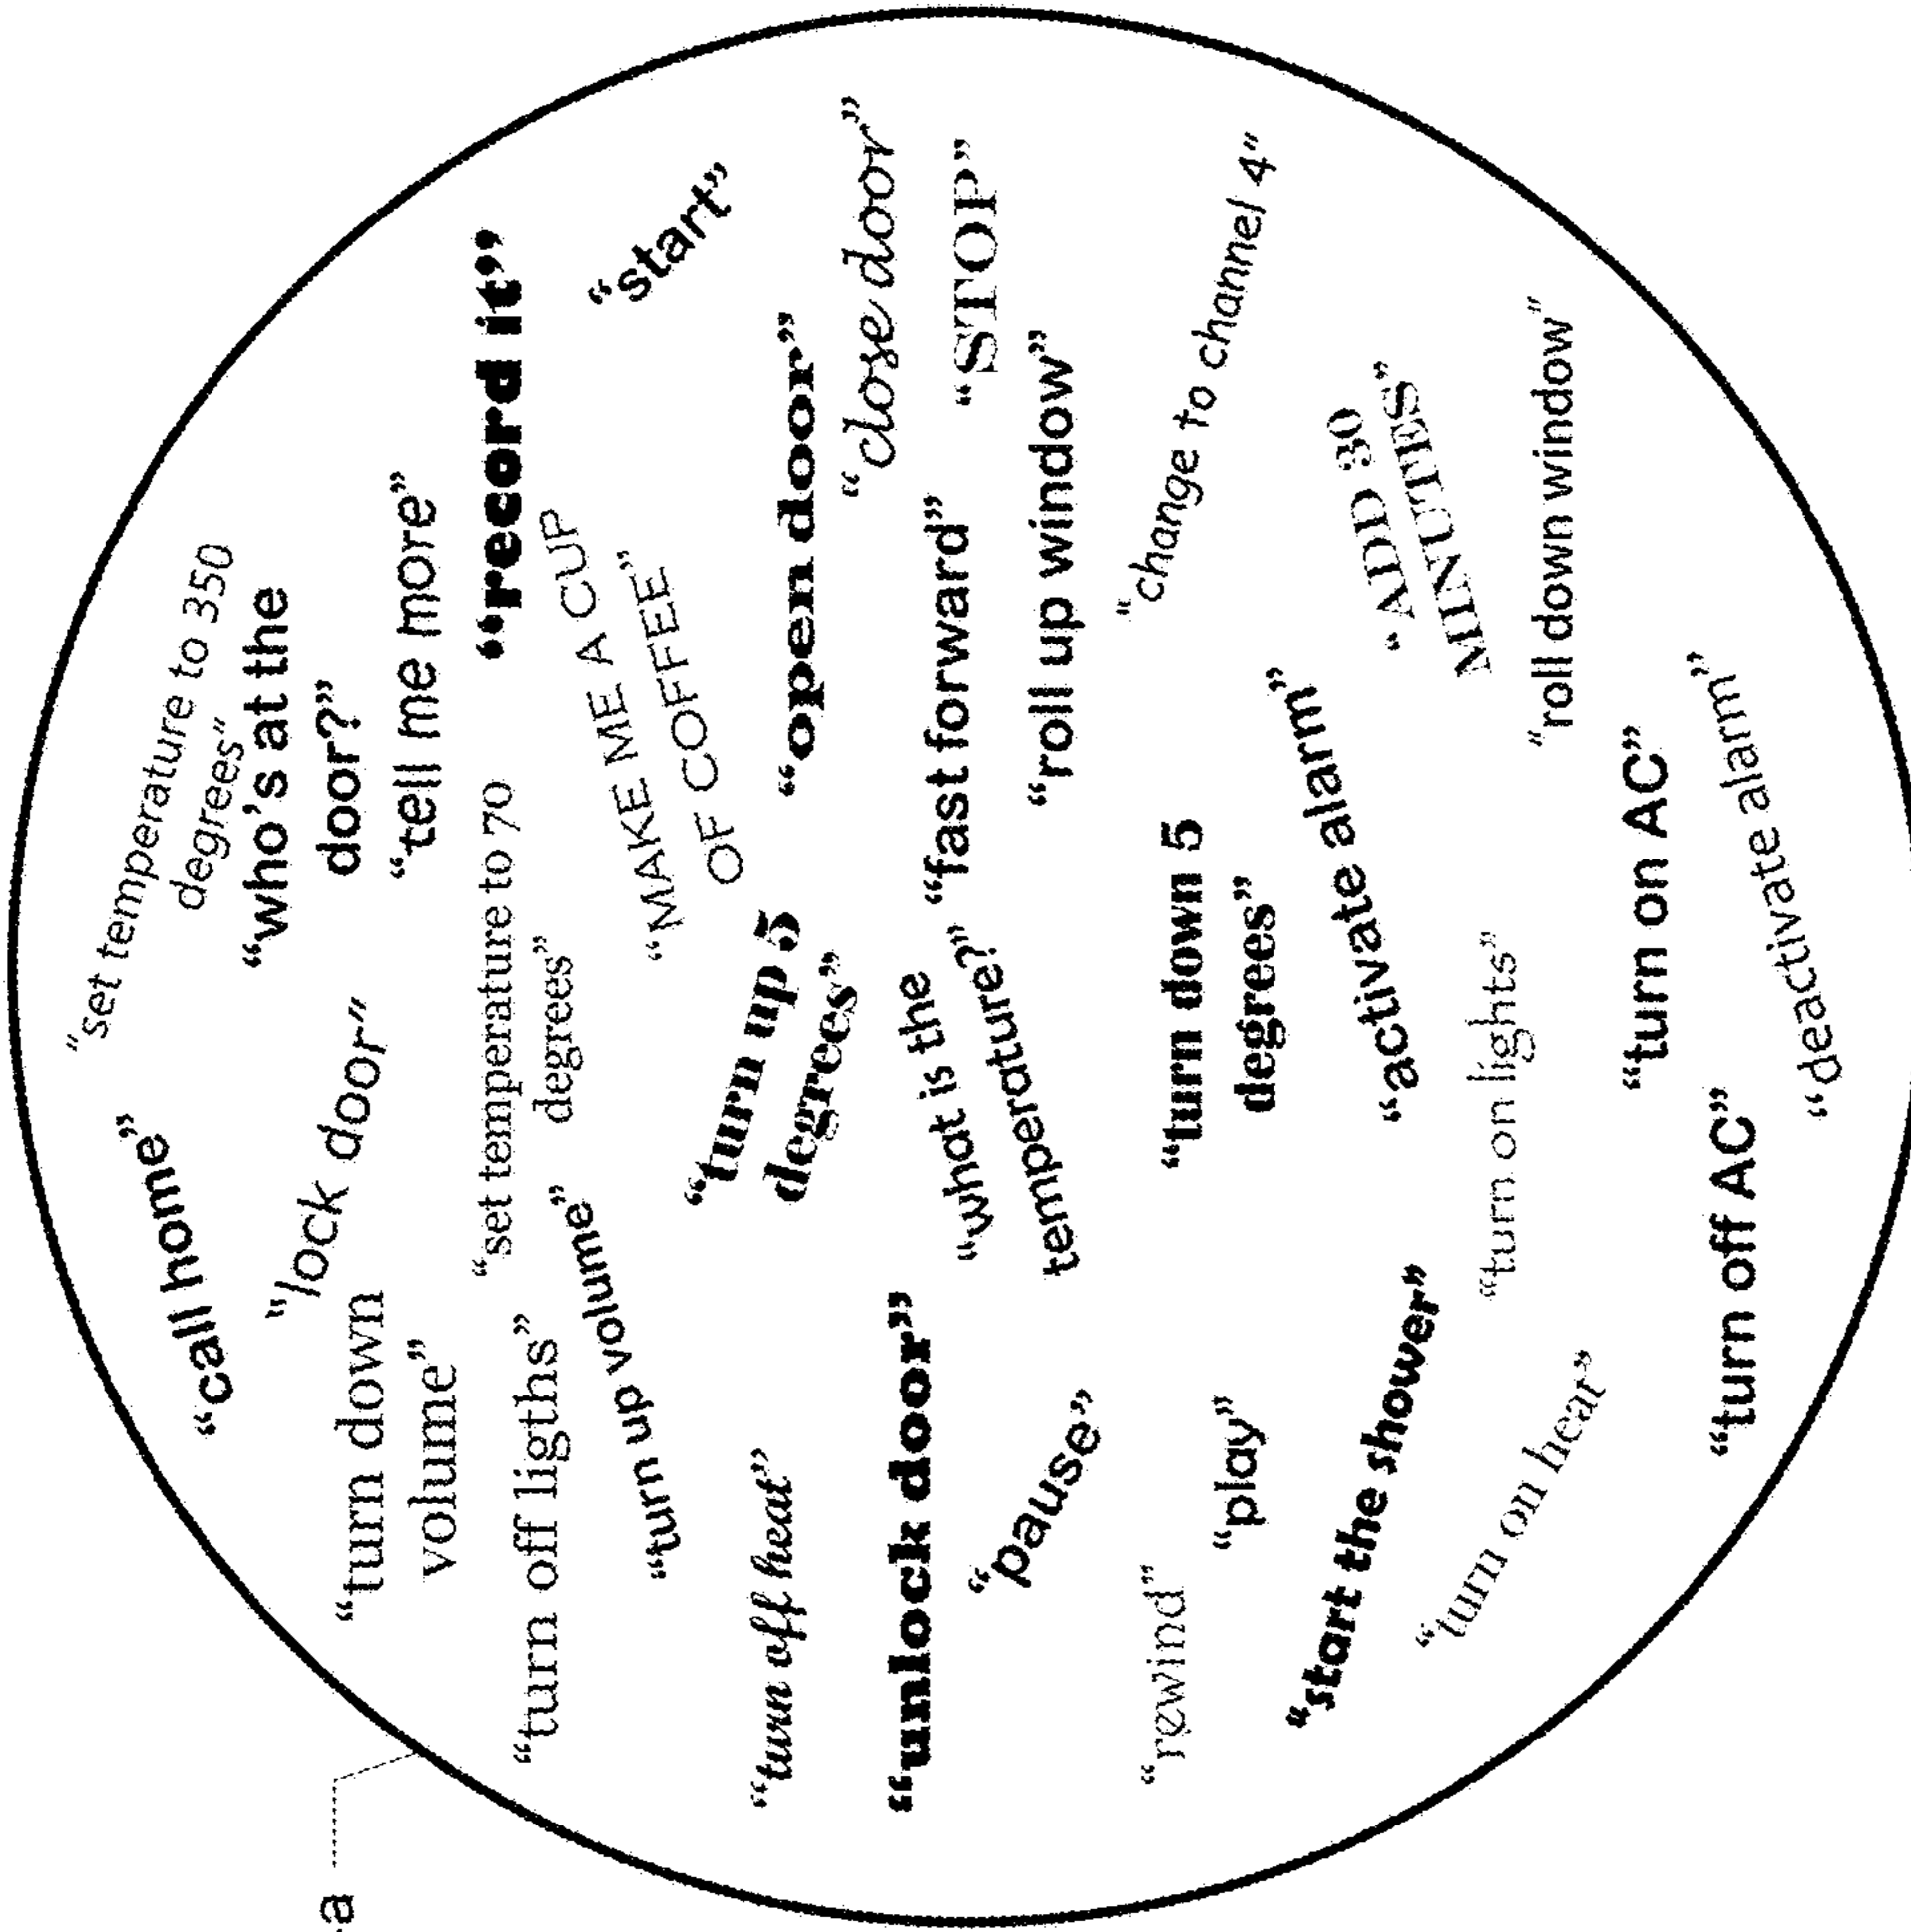 a
“set temperature to 350
degrees”
“call home”
“who's at the
door?”
“lock door”
“turn down
volume”
“tell me more”
“set temperature to 70
degrees”
“record it”
“turn off ligths”
“turn up volume”
“start”
“MAKE ME A CUP
OF COFFEE”
“turn up 5
degrees”
“turn off heat”
“open door”
“close door”
“unlock door”
“what is the
temperature?”
“fast forward”
“STOP”
“pause”
“roll up window”
“rewind”
“change to channel 4”
“turn down 5
degrees”
“play”
“start the shower”
“activate alarm”
“ADD 30
MINUTES”
“turn on heat”
“turn on lights”
“roll down window”
“turn on AC”
“turn off AC”
“deactivate alarm”